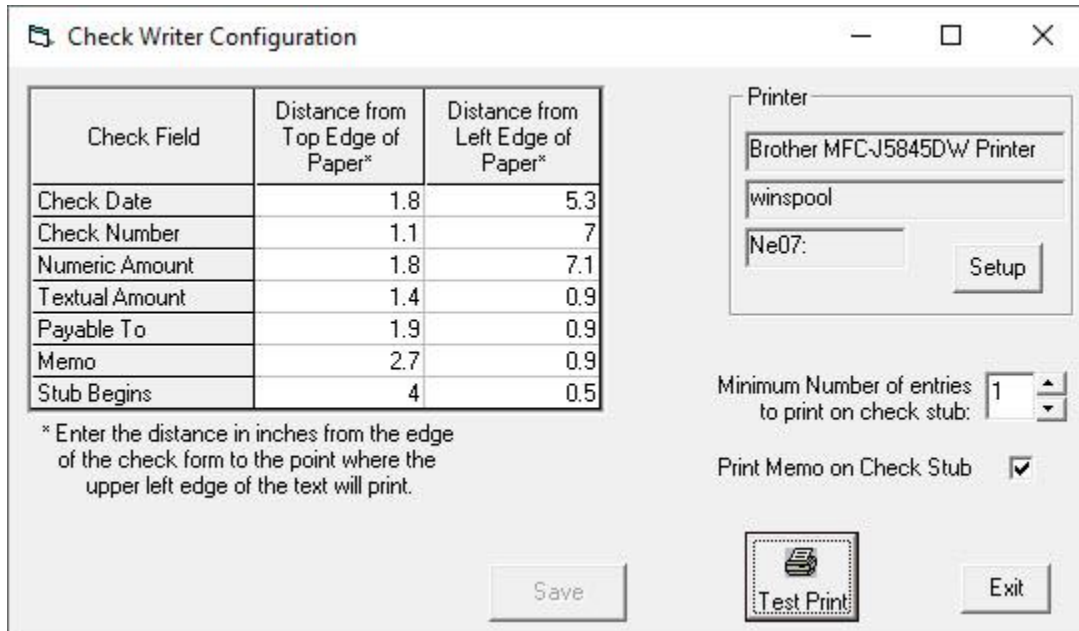 Check Writer Configuration
Check Field
Distance from
Top Edge of
Paper*
Distance from
Left Edge of
Paper*
Check Date 1.8 5.3
Check Number 1.1 7
Numeric Amount 1.8 7.1
Textual Amount 1.4 0.9
Payable To 1.9 0.9
Memo 2.7 0.9
Stub Begins 4 0.5
* Enter the distance in inches from the edge
of the check form to the point where the
upper left edge of the text will print.
Printer
Brother MFC-J5845DW Printer
winspool
Ne07:
Setup
Minimum Number of entries
to print on check stub: 1
Print Memo on Check Stub
Save
Test Print
Exit